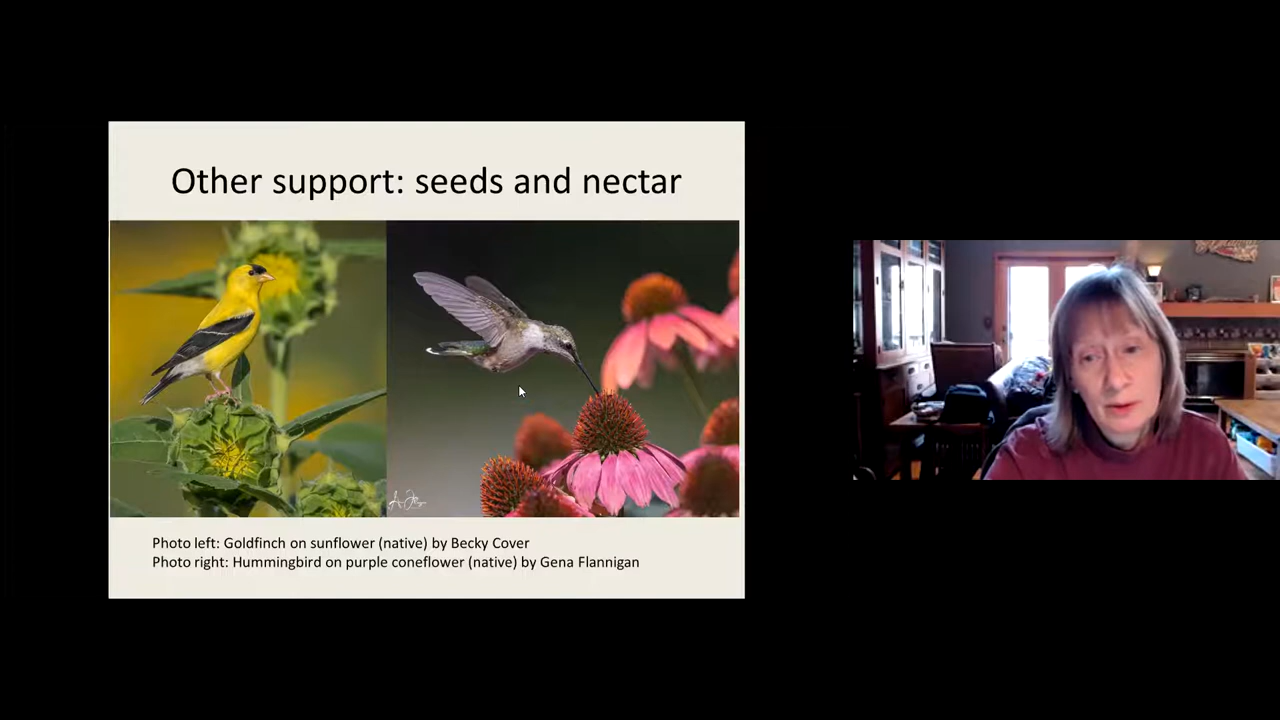 Other support: seeds and nectar
Photo left: Goldfinch on sunflower (native) by Becky Cover
Photo right: Hummingbird on purple coneflower (native) by Gena Flannigan